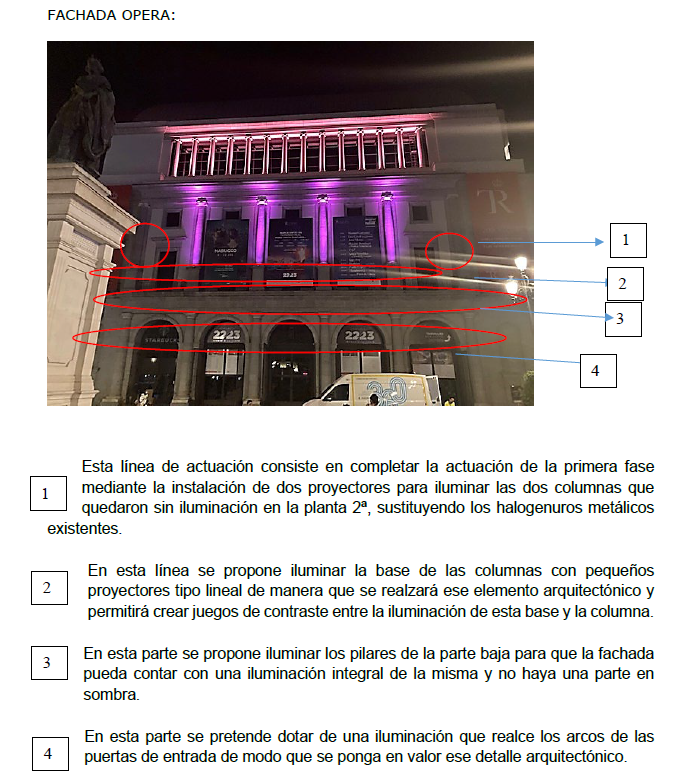 FACHADA OPERA:
TR
NABUCCO
22-23
1
2
3
4
STARBUCKS
22-23
22-23
1
Esta línea de actuación consiste en completar la actuación de la primera fase
mediante la instalación de dos proyectores para iluminar las dos columnas que
quedaron sin iluminación en la planta 2ª, sustituyendo los halogenuros metálicos
existentes.
2
En esta línea se propone iluminar la base de las columnas con pequeños
proyectores tipo lineal de manera que se realzará ese elemento arquitectónico y
permitirá crear juegos de contraste entre la iluminación de esta base y la columna.
3
En esta parte se propone iluminar los pilares de la parte baja para que la fachada
pueda contar con una iluminación integral de la misma y no haya una parte en
sombra.
4
En esta parte se pretende dotar de una iluminación que realce los arcos de las
puertas de entrada de modo que se ponga en valor ese detalle arquitectónico.